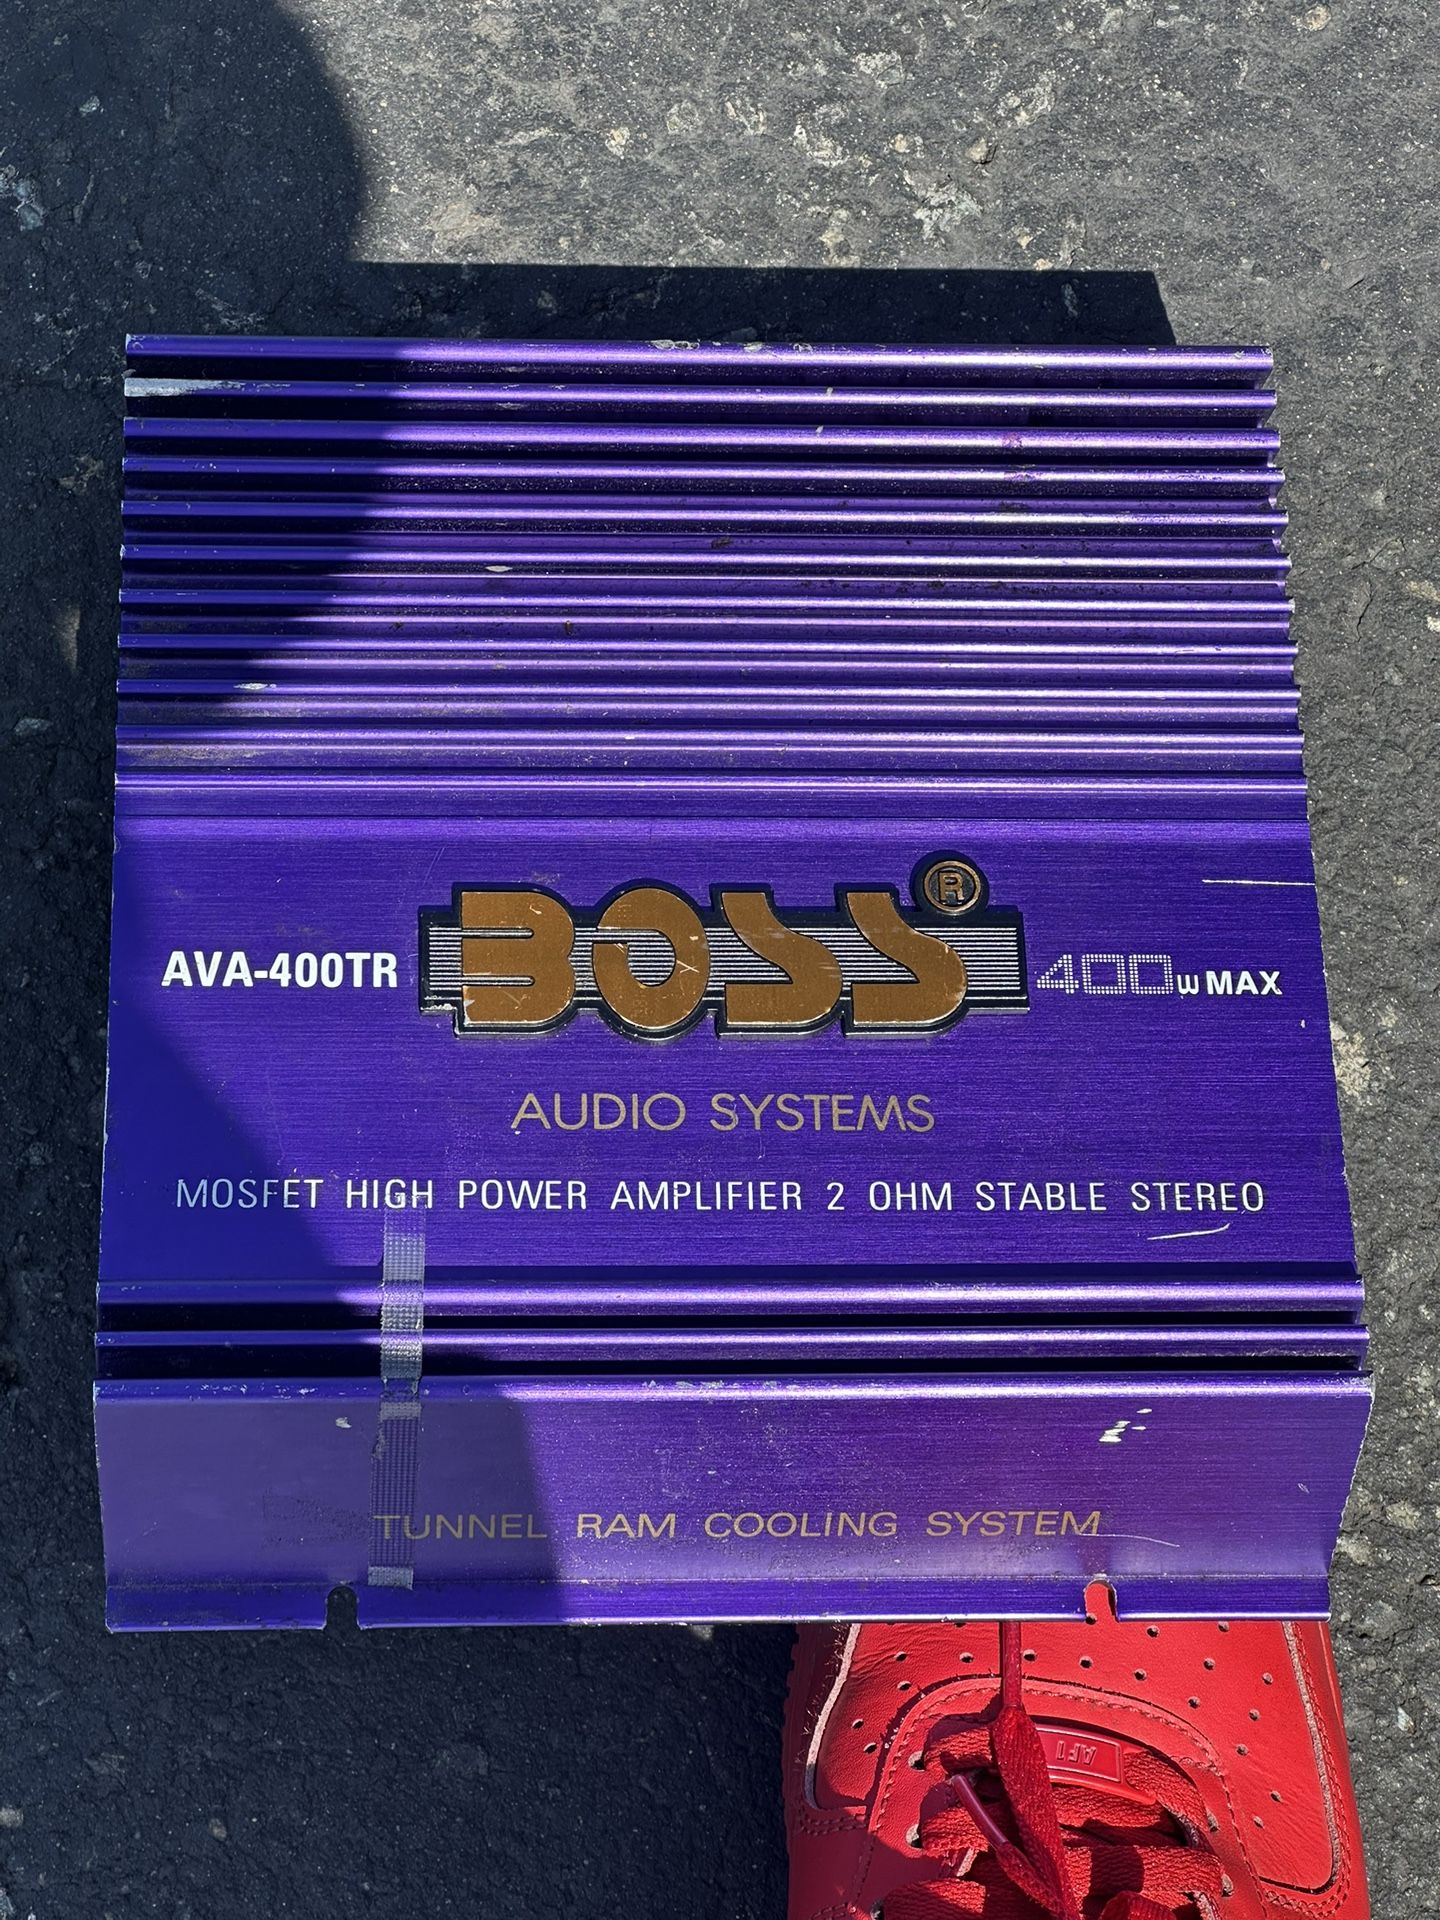 BOSS®
AVA-400TR
400w MAX
AUDIO SYSTEMS
MOSFET HIGH POWER AMPLIFIER 2 OHM STABLE STEREO
TUNNEL RAM COOLING SYSTEM
AF1